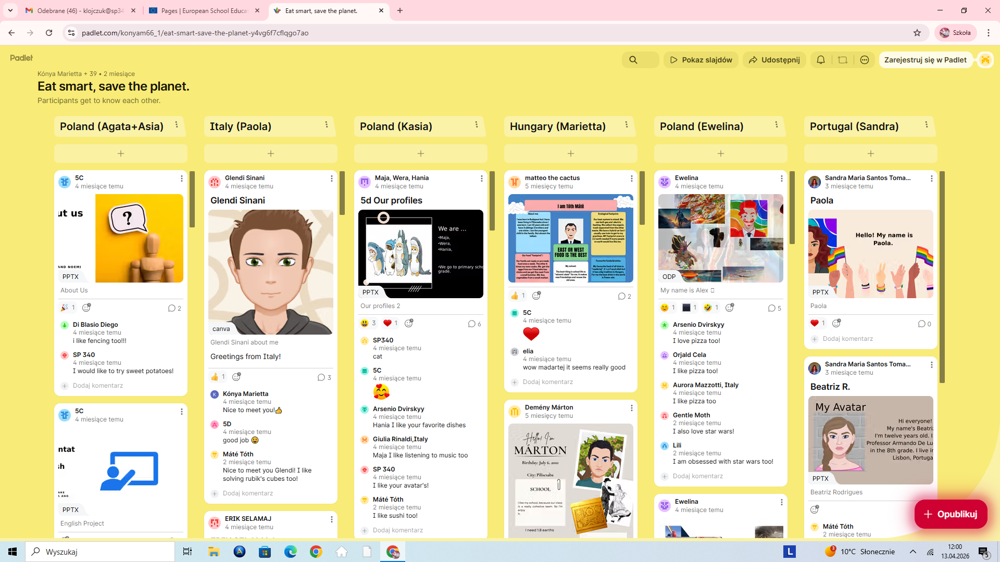 Odebrane (46) - klojczuk@sp34
Pages | European School Educa
Eat smart, save the planet.
padlet.com/konyam66_1/eat-smart-save-the-planet-y4vg6f7cflqgo7ao
Szkoła
Padlet
Pokaz slajdów
Udostępnij
Zarejestruj się w Padlet
Kónya Marietta + 39 • 2 miesiące
Eat smart, save the planet.
Participants get to know each other.
Poland (Agata+Asia)
5C
4 miesiące temu
ut us
?
AND NOEMI
PPTX
About Us
1
2
Di Blasio Diego
4 miesiące temu
i like fencing too!!!
SP 340
4 miesiące temu
I would like to try sweet potatoes!
Dodaj komentarz
5C
4 miesiące temu
ntat
sh
PPTX
English Project
Italy (Paola)
Glendi Sinani
4 miesiące temu
Glendi Sinani
canva
Glendi Sinani about me
Greetings from Italy!
1
3
Kónya Marietta
4 miesiące temu
Nice to meet you!👍
5D
4 miesiące temu
good job 😀
Máté Tóth
2 miesiące temu
Nice to meet you Glendi! I like
solving rubik's cubes too!
Dodaj komentarz
ERIK SELAMAJ
4 miesiące temu
Poland (Kasia)
Maja, Wera, Hania
4 miesiące temu
5d Our profiles
We are ...
•Maja,
•Wera,
•Hania,
•We go to primary scho
grade.
PPTX
Our profiles 2
3
1
6
SP340
4 miesiące temu
cat
5C
4 miesiące temu
🥰
Arsenio Dvirskyy
4 miesiące temu
Hania I like your favorite dishes
Giulia Rinaldi,Italy
4 miesiące temu
Maja I like listening to music too
SP 340
4 miesiące temu
I like your avatar's!
Máté Tóth
2 miesiące temu
I like sushi too!
Dodaj komentarz
Hungary (Marietta)
matteo the cactus
5 miesięcy temu
I am Tóth Máté
About me:
Ecological footprint:
EAST OR WEST
FOOD IS THE BEST
Our food "footprint":
My school:
Favourite foods/drinks:
1
2
5C
4 miesiące temu
❤️
elia
4 miesiące temu
wow madartej it seems really good
Dodaj komentarz
Demény Márton
5 miesięcy temu
Hello! I'm
MÁRTON
Birthday: July 6. 2010
City: Piliscsaba
SCHOOL
I like my school, because our class
is a really cohesive team. So I'm
enjoy
it.
I need 1.8 earths
Poland (Ewelina)
Ewelina
4 miesiące temu
ODP
My name is Alex
1
1
1
5
Arsenio Dvirskyy
4 miesiące temu
I love pizza too!
Orjald Cela
4 miesiące temu
I like pizza too!
Aurora Mazzotti, Italy
4 miesiące temu
I like pizza too
Gentle Moth
2 miesiące temu
I also love star wars!
Lili
2 miesiące temu
I am obsessed with star wars too!
Dodaj komentarz
Ewelina
4 miesiące temu
Portugal (Sandra)
Sandra Maria Santos Toma...
3 miesiące temu
Paola
Hello! My name is
Paola.
PPTX
Paola
1
0
Dodaj komentarz
Sandra Maria Santos Toma...
3 miesiące temu
Beatriz R.
My Avatar
Hi everyone!
My name's Beatri
I'm twelve years old. I
Professor Armando De Lu
in the 8th grade. I live in
Lisbon, Portuga
PPTX
Beatriz Rodrigues
Máté Tóth
2 miesiące temu
Opublikuj
Wyszukaj
L
3
10°C Słonecznie
12:00
13.04.2026
5